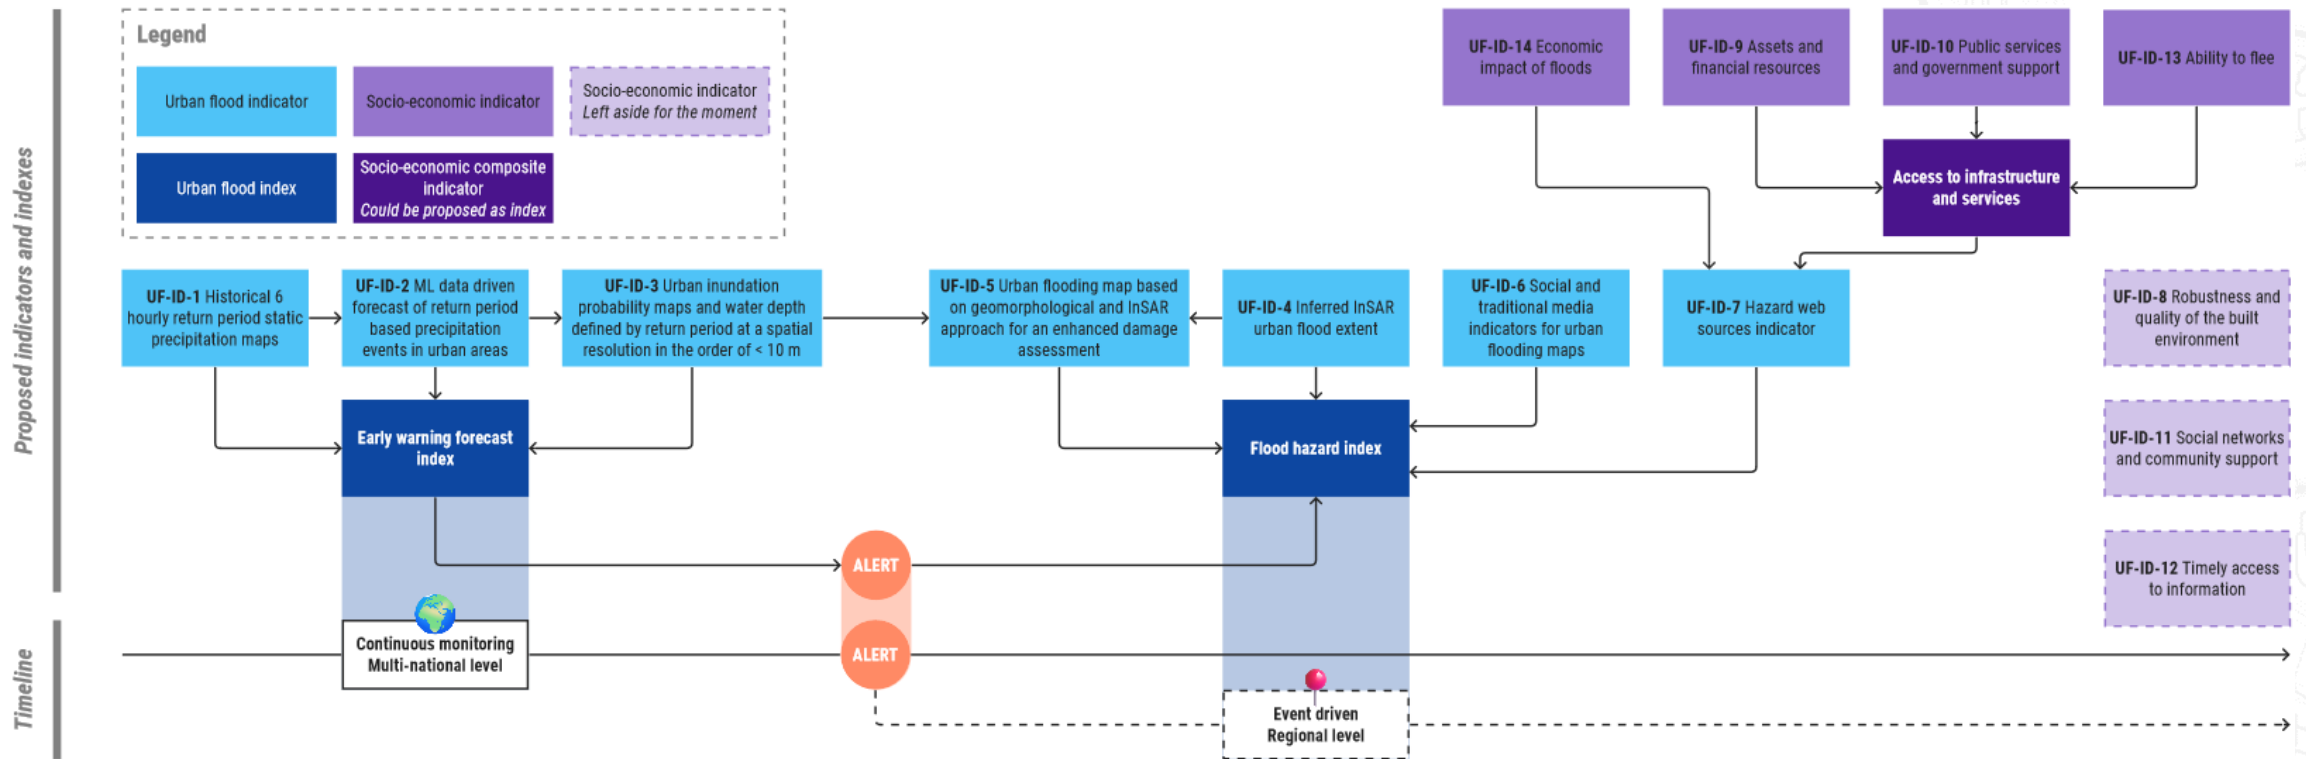 Proposed indicators and indexes
Timeline
Legend
Urban flood indicator
Socio-economic indicator
Socio-economic indicator
Left aside for the moment
Urban flood index
Socio-economic composite
indicator
Could be proposed as index
UF-ID-14 Economic
impact of floods
UF-ID-9 Assets and
financial resources
UF-ID-10 Public services
and government support
UF-ID-13 Ability to flee
Access to infrastructure
and services
UF-ID-1 Historical 6
hourly return period static
precipitation maps
UF-ID-2 ML data driven
forecast of return period
based precipitation
events in urban areas
UF-ID-3 Urban inundation
probability maps and water depth
defined by return period at a spatial
resolution in the order of < 10 m
UF-ID-5 Urban flooding map based
on geomorphological and InSAR
approach for an enhanced damage
assessment
UF-ID-4 Inferred InSAR
urban flood extent
UF-ID-6 Social and
traditional media
indicators for urban
flooding maps
UF-ID-7 Hazard web
sources indicator
UF-ID-8 Robustness and
quality of the built
environment
Early warning forecast
index
Flood hazard index
UF-ID-11 Social networks
and community support
ALERT
UF-ID-12 Timely access
to information
Continuous monitoring
Multi-national level
ALERT
Event driven
Regional level